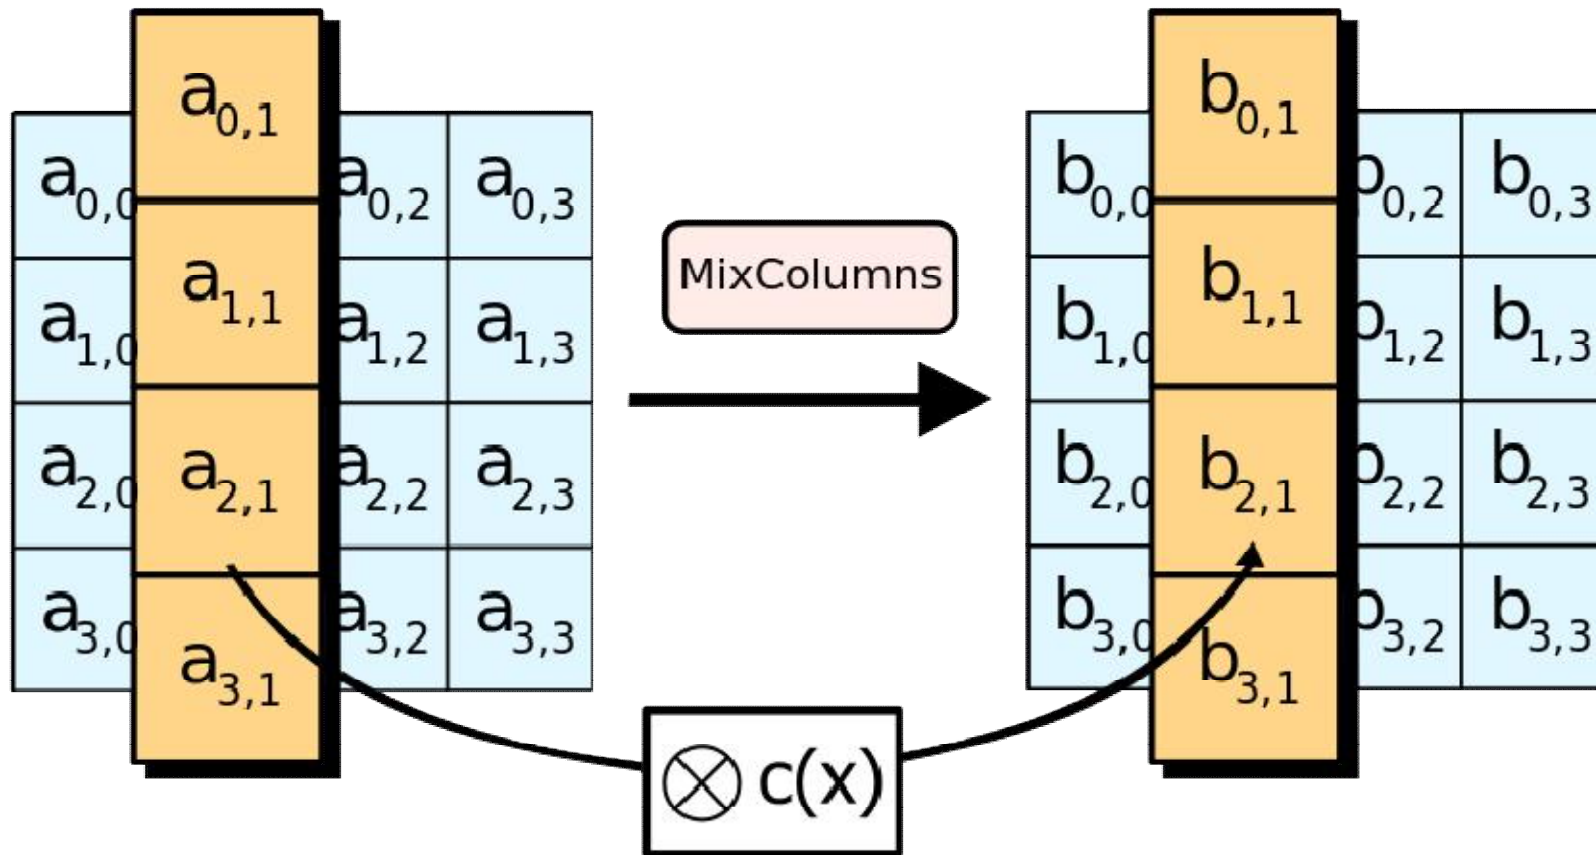 a0,1
a0,0 a0,2 a0,3
a1,1
a1,0 a1,2 a1,3
a2,1
a2,0 a2,2 a2,3
a3,1
a3,0 a3,2 a3,3
MixColumns
⊗ c(x)
b0,1
b0,0 b0,2 b0,3
b1,1
b1,0 b1,2 b1,3
b2,1
b2,0 b2,2 b2,3
b3,1
b3,0 b3,2 b3,3